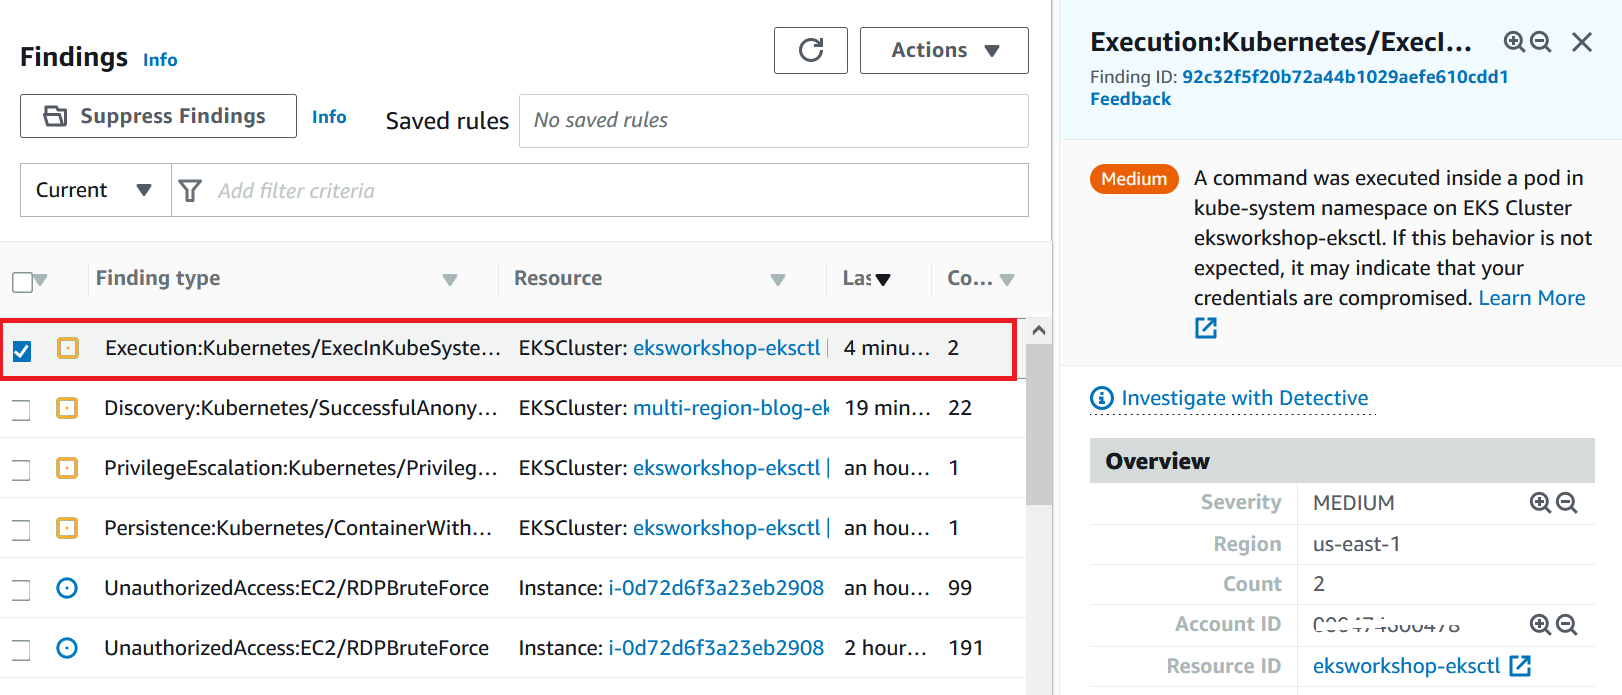 Findings Info
Actions
Suppress Findings Info Saved rules No saved rules
Current Add filter criteria
Finding type Resource Las Co...
Execution:Kubernetes/ExecInKubeSyste... EKSCluster: eksworkshop-eksctl | 4 minu... 2
Discovery:Kubernetes/SuccessfulAnony... EKSCluster: multi-region-blog-ek 19 min... 22
PrivilegeEscalation:Kubernetes/Privileg... EKSCluster: eksworkshop-eksctl | an hou... 1
Persistence:Kubernetes/ContainerWith... EKSCluster: eksworkshop-eksctl | an hou... 1
UnauthorizedAccess:EC2/RDPBruteForce Instance: i-0d72d6f3a23eb2908 an hou... 99
UnauthorizedAccess:EC2/RDPBruteForce Instance: i-0d72d6f3a23eb2908 2 hour... 191
Execution:Kubernetes/ExecI...
Finding ID: 92c32f5f20b72a44b1029aefe610cdd1
Feedback
Medium A command was executed inside a pod in
kube-system namespace on EKS Cluster
eksworkshop-eksctl. If this behavior is not
expected, it may indicate that your
credentials are compromised. Learn More
Investigate with Detective
Overview
Severity MEDIUM
Region us-east-1
Count 2
Account ID
Resource ID eksworkshop-eksctl